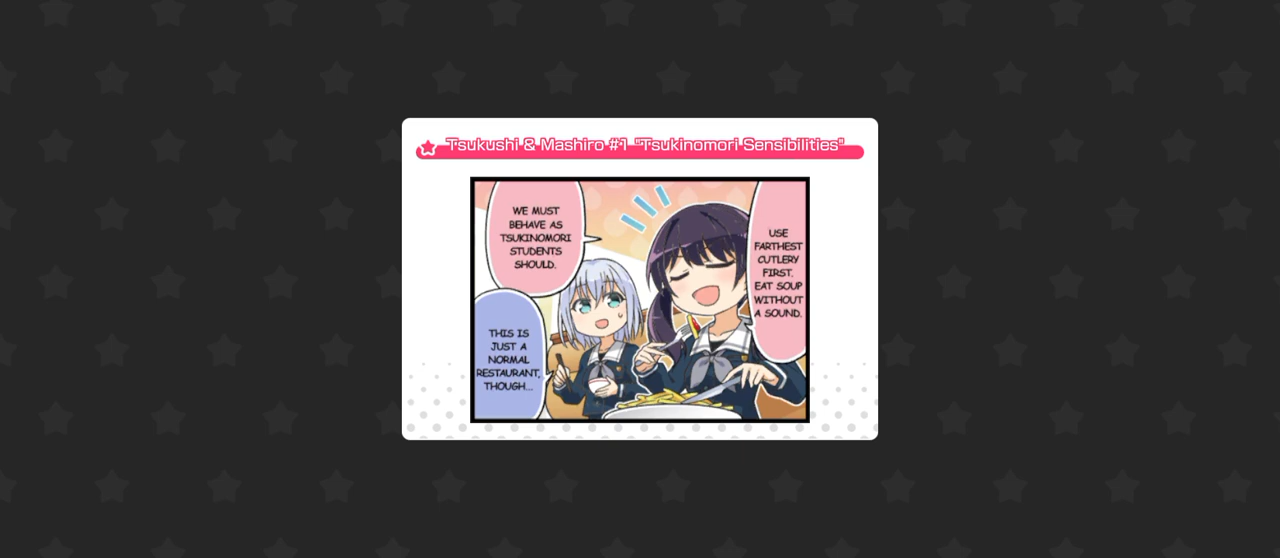 Tsukushi & Mashiro #1 "Tsukinomori Sensibilities"
USE
FARTHEST
CUTLERY
FIRST.
EAT SOUP
WITHOUT
A SOUND.
WE MUST
BEHAVE AS
TSUKINOMORI
STUDENTS
SHOULD.
THIS IS
JUST A
NORMAL
RESTAURANT,
THOUGH...